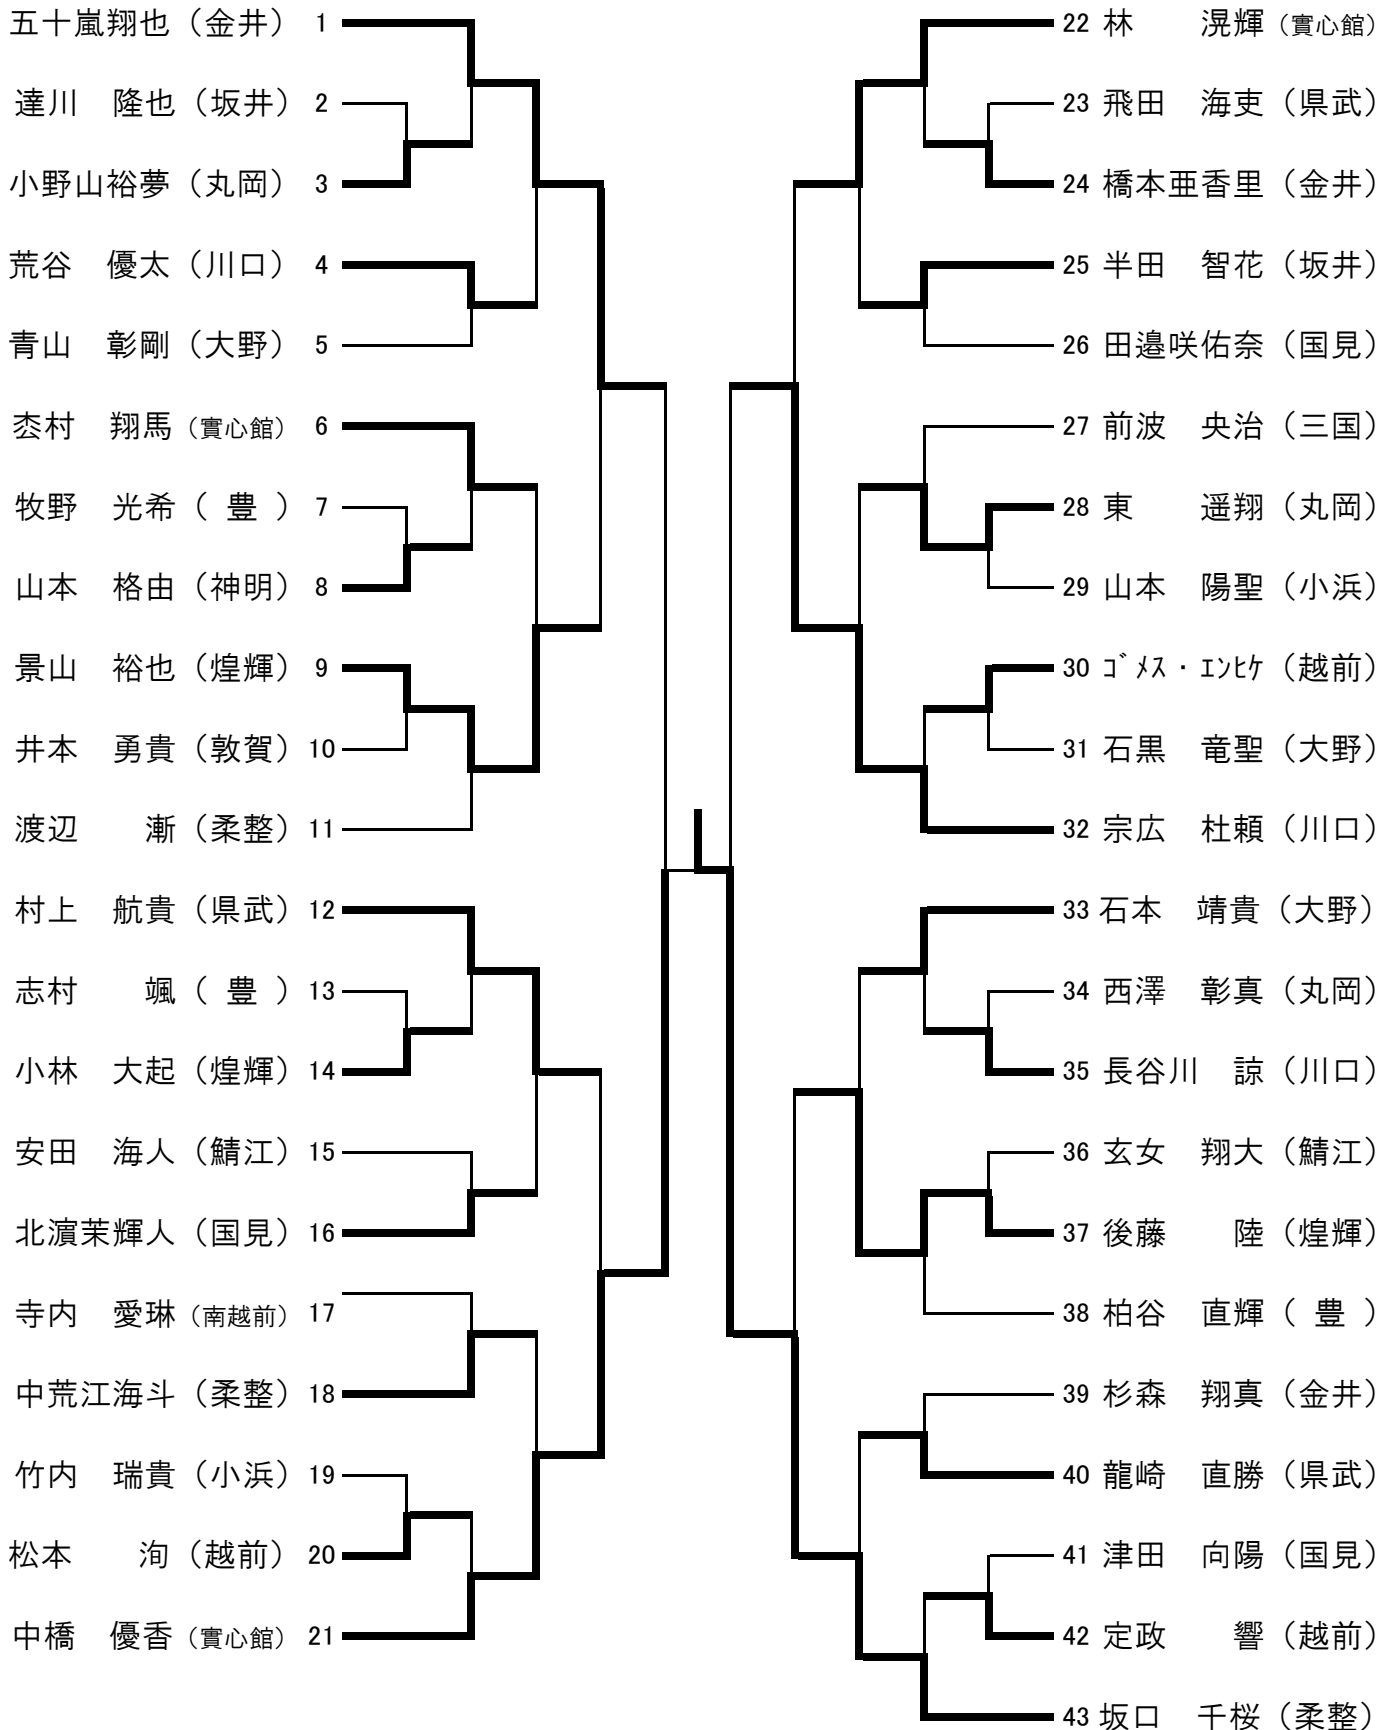 五十嵐翔也（金井） 1
達川　隆也（坂井） 2
小野山裕夢（丸岡） 3
荒谷　優太（川口） 4
青山　彰剛（大野） 5
枩村　翔馬（實心館） 6
牧野　光希（ 豊 ） 7
山本　格由（神明） 8
景山　裕也（煌輝） 9
井本　勇貴（敦賀） 10
渡辺　　漸（柔整） 11
村上　航貴（県武） 12
志村　　颯（ 豊 ） 13
小林　大起（煌輝） 14
安田　海人（鯖江） 15
北濵茉輝人（国見） 16
寺内　愛琳（南越前） 17
中荒江海斗（柔整） 18
竹内　瑞貴（小浜） 19
松本　　洵（越前） 20
中橋　優香（實心館） 21
22 林　　滉輝（實心館）
23 飛田　海吏（県武）
24 橋本亜香里（金井）
25 半田　智花（坂井）
26 田邉咲佑奈（国見）
27 前波　央治（三国）
28 東　　遥翔（丸岡）
29 山本　陽聖（小浜）
30 ｺﾞﾒｽ・ｴﾝﾋｹ（越前）
31 石黒　竜聖（大野）
32 宗広　杜頼（川口）
33 石本　靖貴（大野）
34 西澤　彰真（丸岡）
35 長谷川　諒（川口）
36 玄女　翔大（鯖江）
37 後藤　　陸（煌輝）
38 柏谷　直輝（ 豊 ）
39 杉森　翔真（金井）
40 龍崎　直勝（県武）
41 津田　向陽（国見）
42 定政　　響（越前）
43 坂口　千桜（柔整）